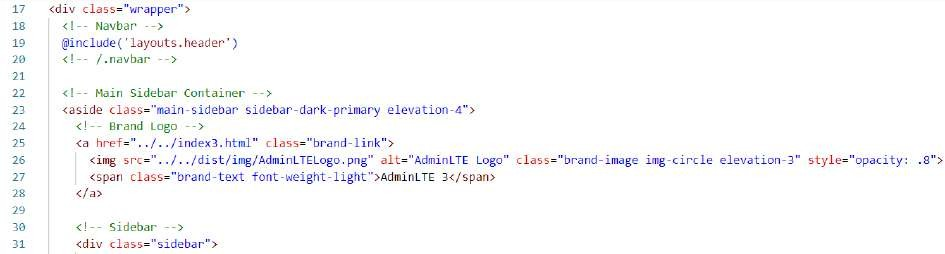 17 <div class="wrapper">
18 <!-- Navbar -->
19 @include('layouts.header')
20 <!-- /.navbar -->
21
22 <!-- Main Sidebar Container -->
23 <aside class="main-sidebar sidebar-dark-primary elevation-4">
24 <!-- Brand Logo -->
25 <a href="../../index3.html" class="brand-link">
26 <img src="../../dist/img/AdminLTELogo.png" alt="AdminLTE Logo" class="brand-image img-circle elevation-3" style="opacity: .8">
27 <span class="brand-text font-weight-light">AdminLTE 3</span>
28 </a>
29
30 <!-- Sidebar -->
31 <div class="sidebar">